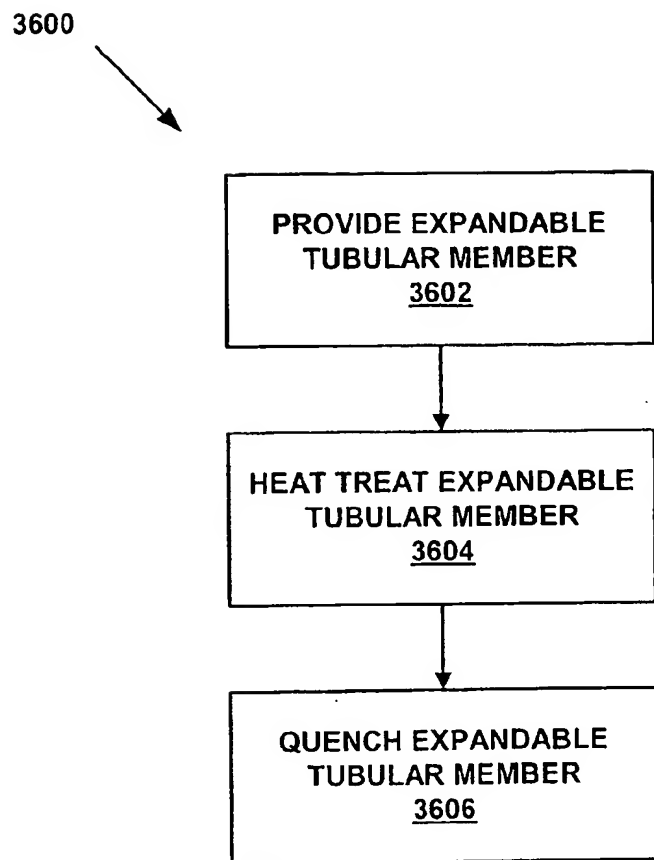 3600
PROVIDE EXPANDABLE
TUBULAR MEMBER
3602
HEAT TREAT EXPANDABLE
TUBULAR MEMBER
3604
QUENCH EXPANDABLE
TUBULAR MEMBER
3606